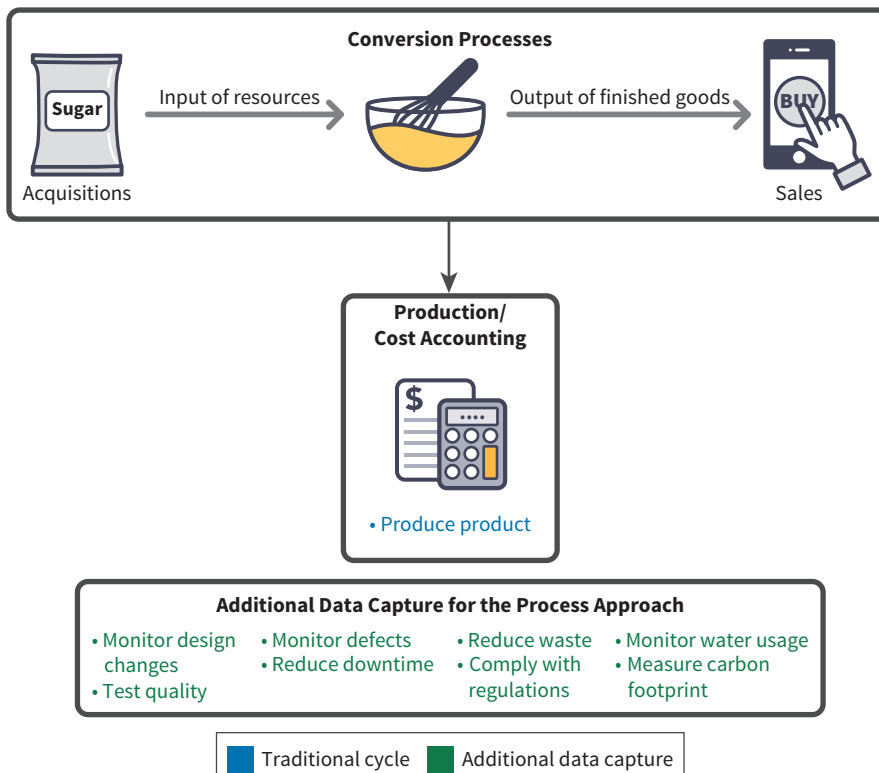 Conversion Processes
Sugar
Input of resources
Output of finished goods
BUY
Acquisitions
Sales
Production/
Cost Accounting
$
• Produce product
Additional Data Capture for the Process Approach
• Monitor design
changes
• Test quality
• Monitor defects
• Reduce downtime
• Reduce waste
• Comply with
regulations
• Monitor water usage
• Measure carbon
footprint
Traditional cycle
Additional data capture